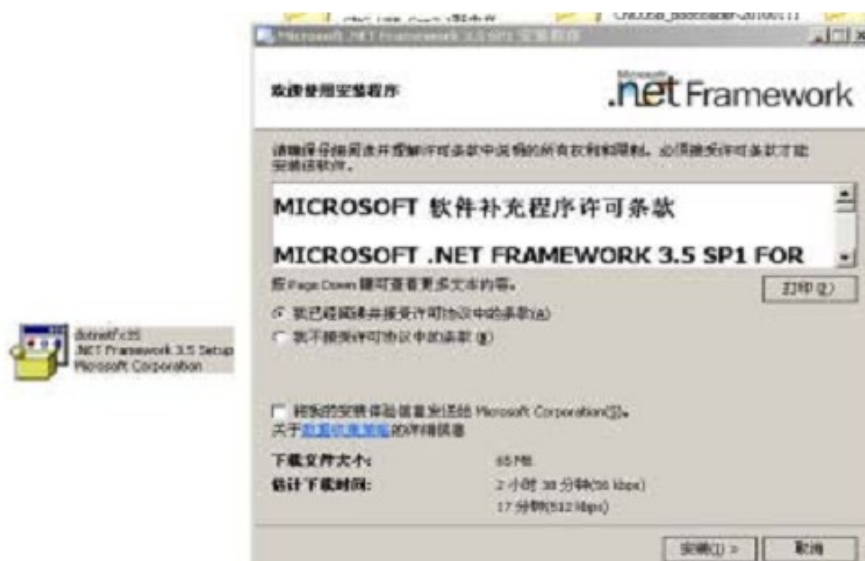 CNC USB
CNCUSB_bootloader-20100111
Microsoft .NET Framework 3.5 SP1 安装程序
欢迎使用安装程序
Microsoft
.net Framework
请确保仔细阅读并理解许可条款中说明的所有权利和限制。必须接受许可条款才能
安装该软件。
MICROSOFT 软件补充程序许可条款
MICROSOFT .NET FRAMEWORK 3.5 SP1 FOR
按 Page Down 键可查看更多文本内容。
打印(P)
我已经阅读并接受许可协议中的条款(A)
我不接受许可协议中的条款(N)
dotnetfx35
.NET Framework 3.5 Setup
Microsoft Corporation
将我的安装体验信息发送给 Microsoft Corporation(S)。
关于数据收集策略的详细信息
下载文件大小: 65 MB
估计下载时间: 2 小时 38 分钟(56 kbps)
17 分钟(512 kbps)
安装(I) >
取消